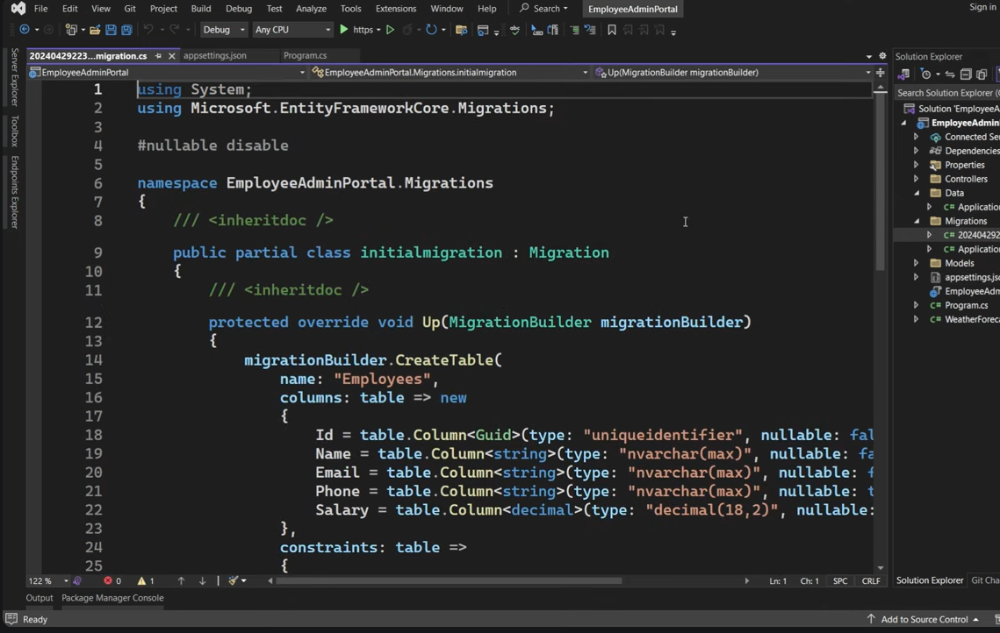 File Edit View Git Project Build Debug Test Analyze Tools Extensions Window Help Search EmployeeAdminPortal Sign in
Debug Any CPU https
20240429223...migration.cs appsettings.json Program.cs
EmployeeAdminPortal EmployeeAdminPortal.Migrations.initialmigration Up(MigrationBuilder migrationBuilder)
Server Explorer
Toolbox
Endpoints Explorer
1 using System;
2 using Microsoft.EntityFrameworkCore.Migrations;
3
4 #nullable disable
5
6 namespace EmployeeAdminPortal.Migrations
7 {
8 /// <inheritdoc />
9 public partial class initialmigration : Migration
10 {
11 /// <inheritdoc />
12 protected override void Up(MigrationBuilder migrationBuilder)
13 {
14 migrationBuilder.CreateTable(
15 name: "Employees",
16 columns: table => new
17 {
18 Id = table.Column<Guid>(type: "uniqueidentifier", nullable: fal
19 Name = table.Column<string>(type: "nvarchar(max)", nullable: fa
20 Email = table.Column<string>(type: "nvarchar(max)", nullable: f
21 Phone = table.Column<string>(type: "nvarchar(max)", nullable: t
22 Salary = table.Column<decimal>(type: "decimal(18,2)", nullable:
23 },
24 constraints: table =>
25 {
122 % 0 1 Ln: 1 Ch: 1 SPC CRLF
Output Package Manager Console
Ready Add to Source Control
Solution Explorer
Search Solution Explorer (
Solution 'EmployeeA
EmployeeAdmin
Connected Ser
Dependencies
Properties
Controllers
Data
Application
Migrations
202404292
Application
Models
appsettings.jso
EmployeeAdm
Program.cs
WeatherForeca
Solution Explorer Git Cha